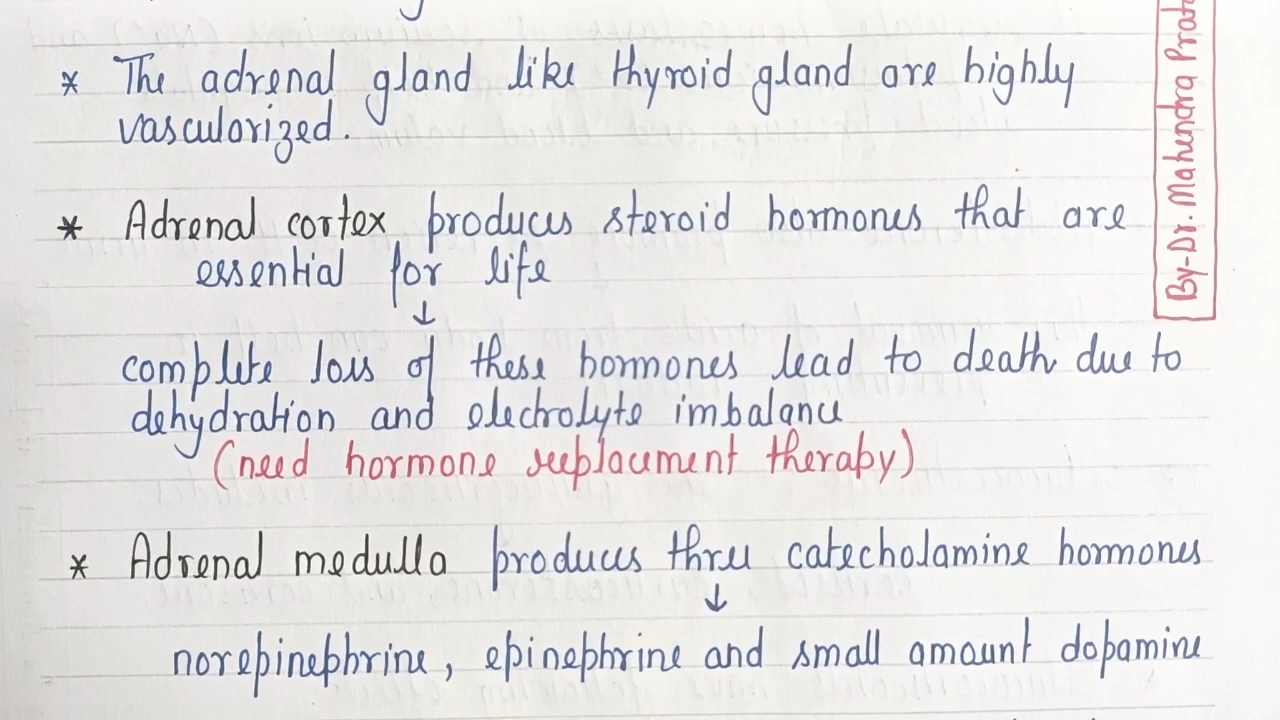 * The adrenal gland like thyroid gland are highly
vascularized.
* Adrenal cortex produces steroid hormones that are
essential for life
↓
complete loss of these hormones lead to death due to
dehydration and electrolyte imbalance
(need hormone replacement therapy)
* Adrenal medulla produces three catecholamine hormones
↓
norepinephrine, epinephrine and small amount dopamine
By-Dr. Mahendra